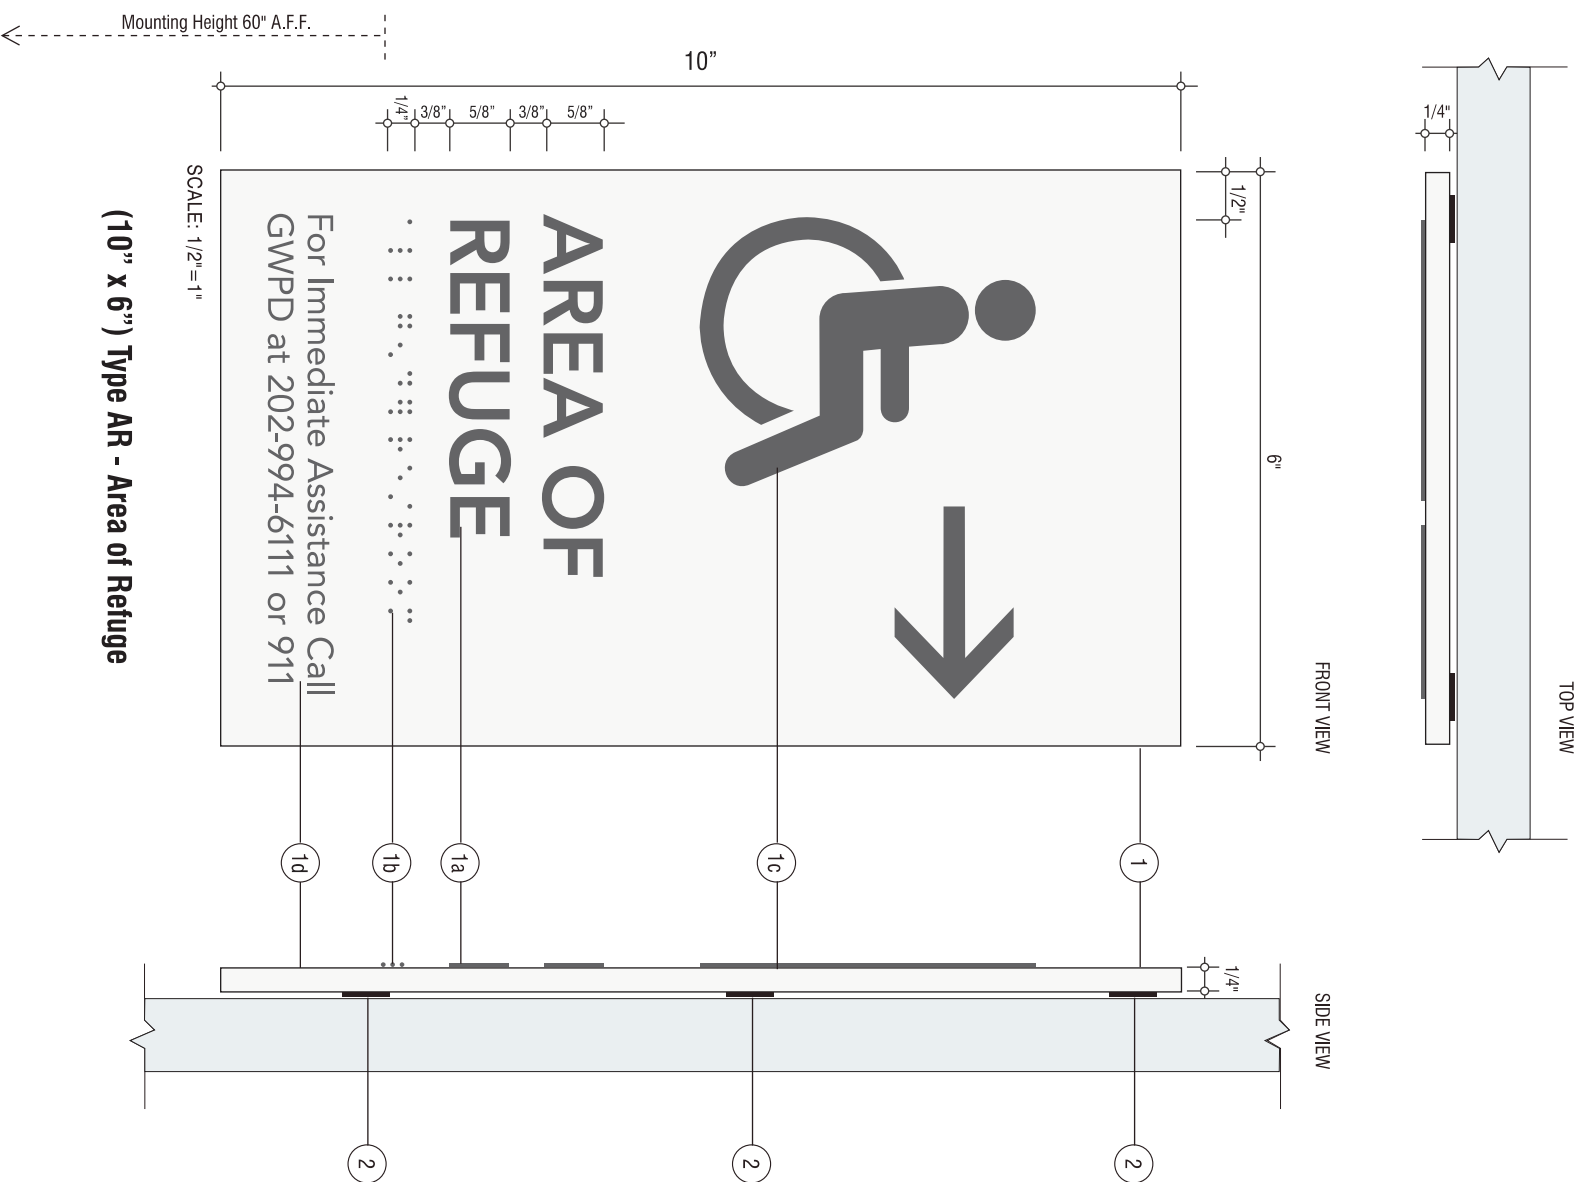 TOP VIEW
1/4"
FRONT VIEW
6"
1/2"
10”
5/8”
3/8”
5/8”
3/8”
1/4”
Mounting Height 60" A.F.F.
AREA OF
REFUGE
For Immediate Assistance Call
GWPD at 202-994-6111 or 911
1
1c
1a
1b
1d
SIDE VIEW
1/4"
2
2
2
SCALE: 1/2"=1"
(10” x 6”) Type AR - Area of Refuge